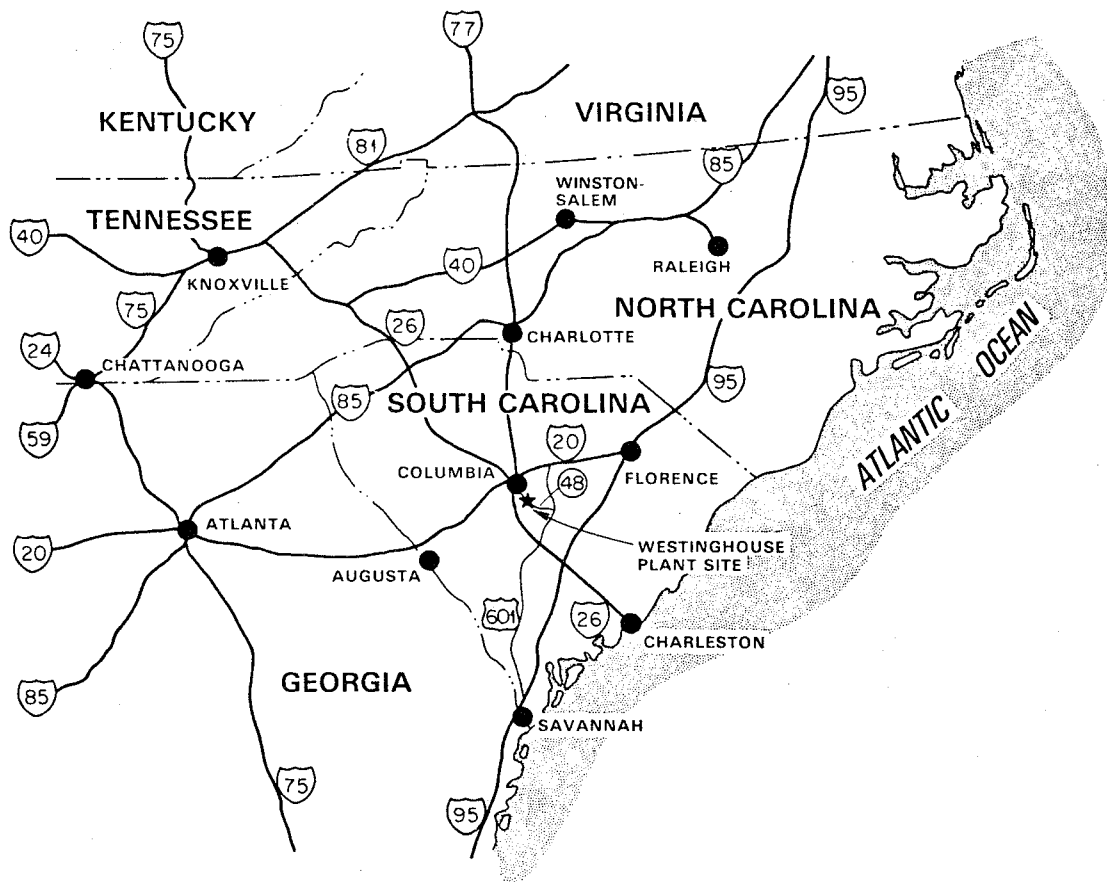 75
77
95
KENTUCKY
VIRGINIA
81
85
WINSTON-
SALEM
TENNESSEE
40
KNOXVILLE
40
RALEIGH
75
26
NORTH CAROLINA
CHARLOTTE
24
CHATTANOOGA
85
95
SOUTH CAROLINA
59
20
COLUMBIA
48
FLORENCE
ATLANTIC OCEAN
ATLANTA
20
WESTINGHOUSE
PLANT SITE
AUGUSTA
601
26
CHARLESTON
85
GEORGIA
SAVANNAH
75
95